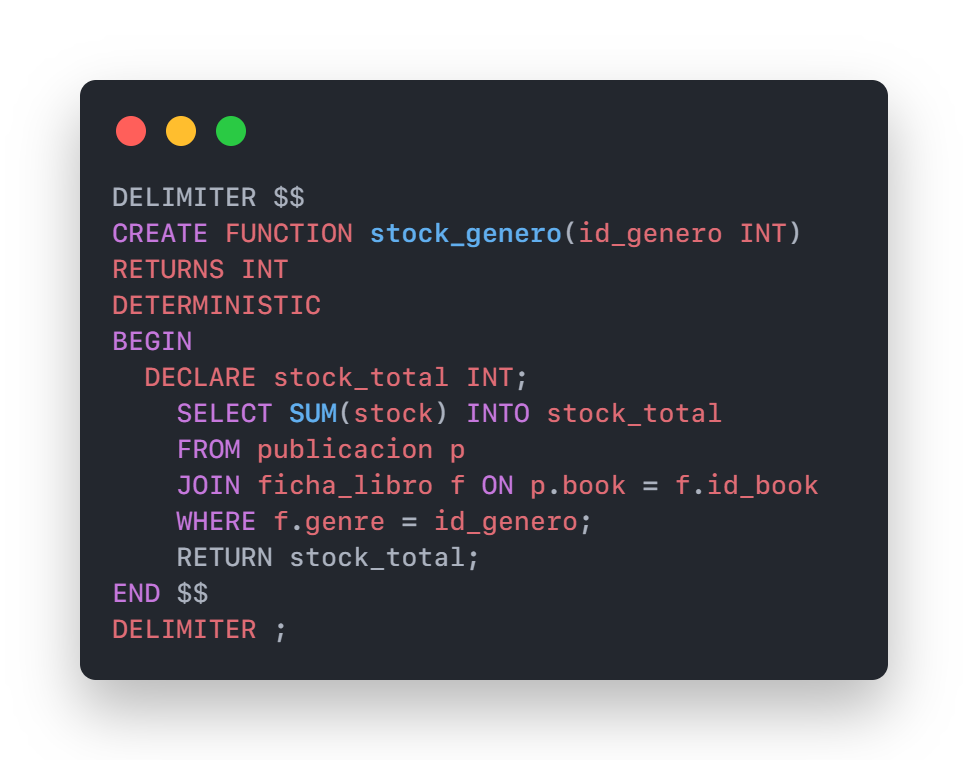 DELIMITER $$
CREATE FUNCTION stock_genero(id_genero INT)
RETURNS INT
DETERMINISTIC
BEGIN
  DECLARE stock_total INT;
    SELECT SUM(stock) INTO stock_total
    FROM publicacion p
    JOIN ficha_libro f ON p.book = f.id_book
    WHERE f.genre = id_genero;
    RETURN stock_total;
END $$
DELIMITER ;